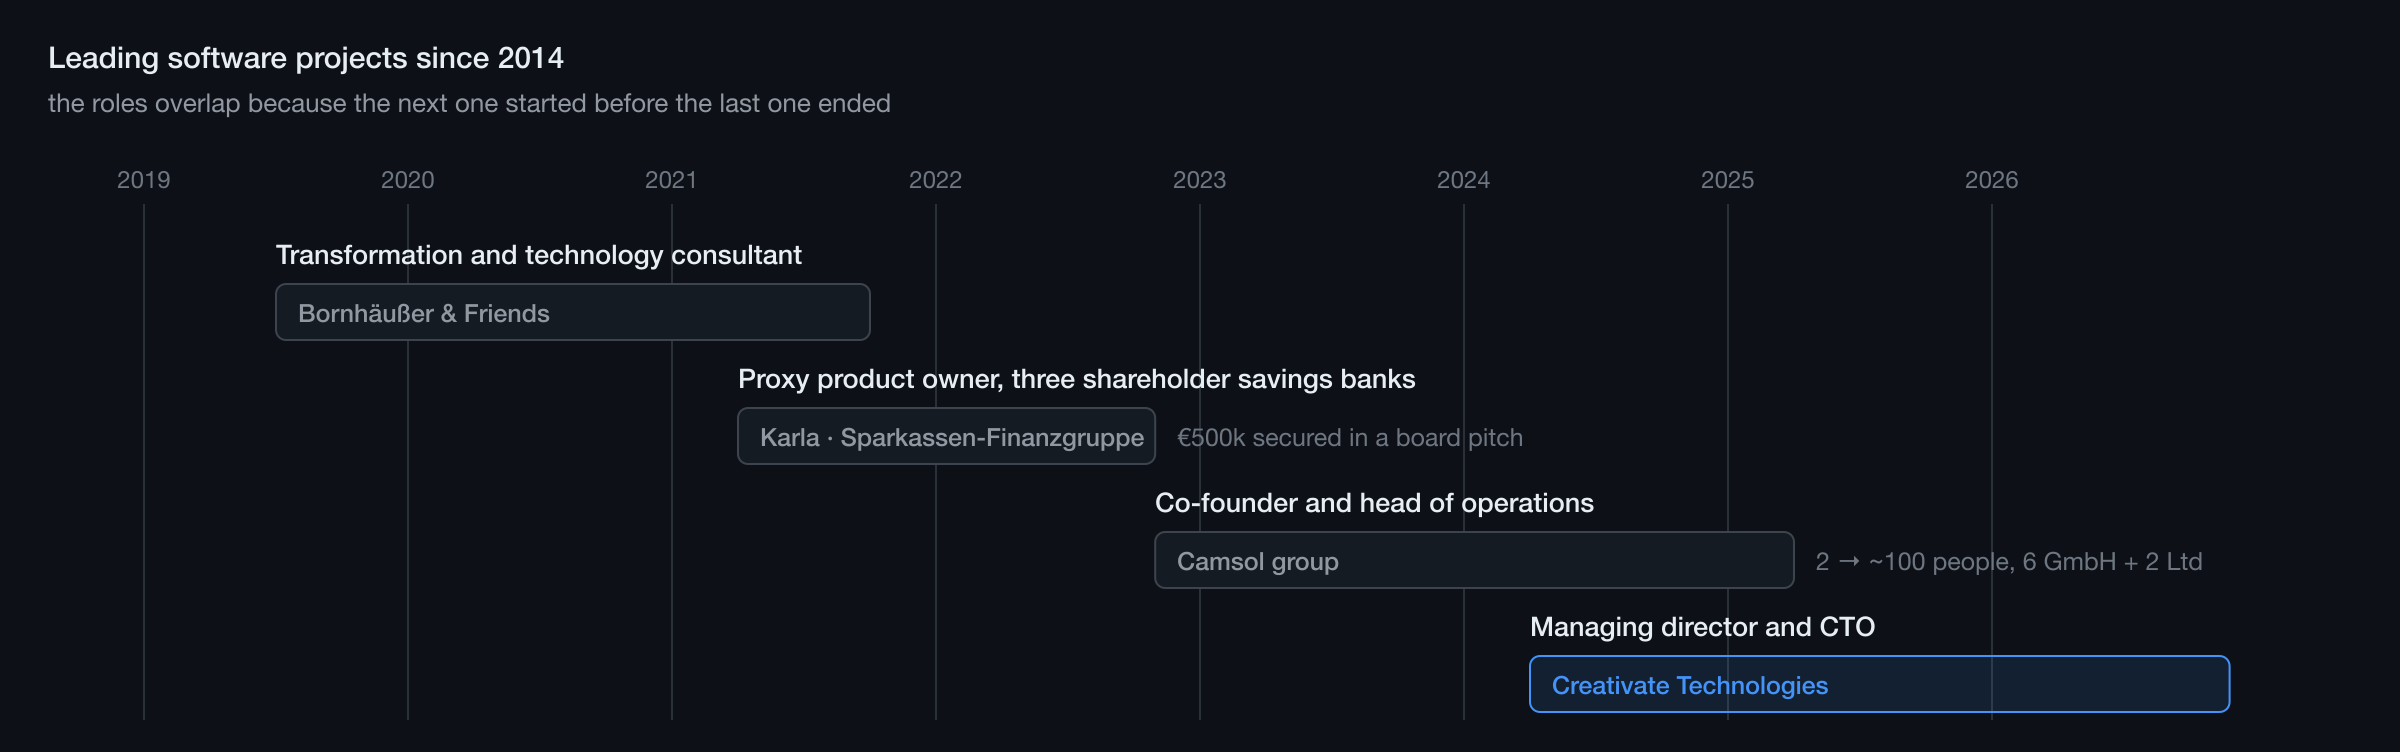 Leading software projects since 2014
the roles overlap because the next one started before the last one ended
2019 2020 2021 2022 2023 2024 2025 2026
Transformation and technology consultant
Bornhäußer & Friends
Proxy product owner, three shareholder savings banks
Karla · Sparkassen-Finanzgruppe €500k secured in a board pitch
Co-founder and head of operations
Camsol group 2 → ~100 people, 6 GmbH + 2 Ltd
Managing director and CTO
Creativate Technologies